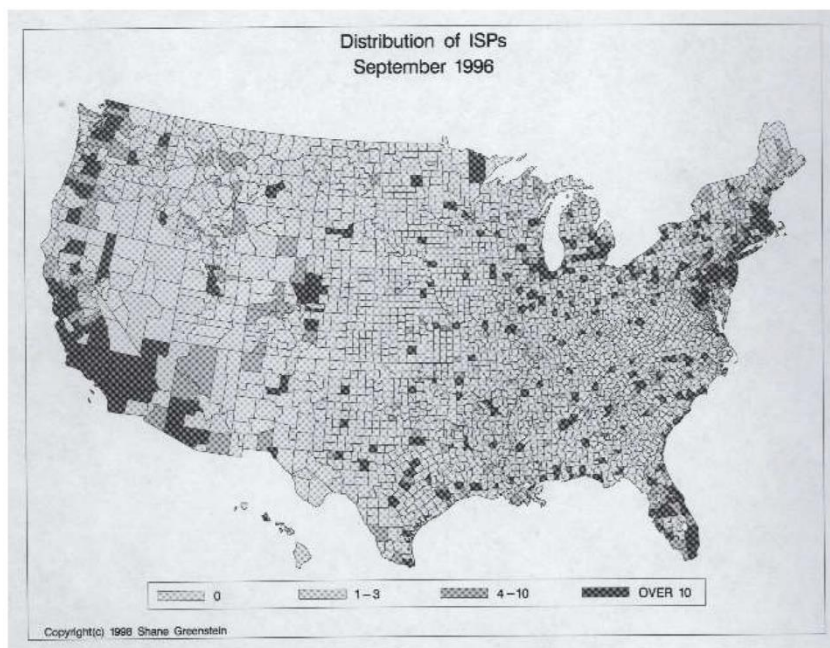 Distribution of ISPs
September 1996
0 1-3 4-10 OVER 10
Copyright(c) 1998 Shane Greenstein